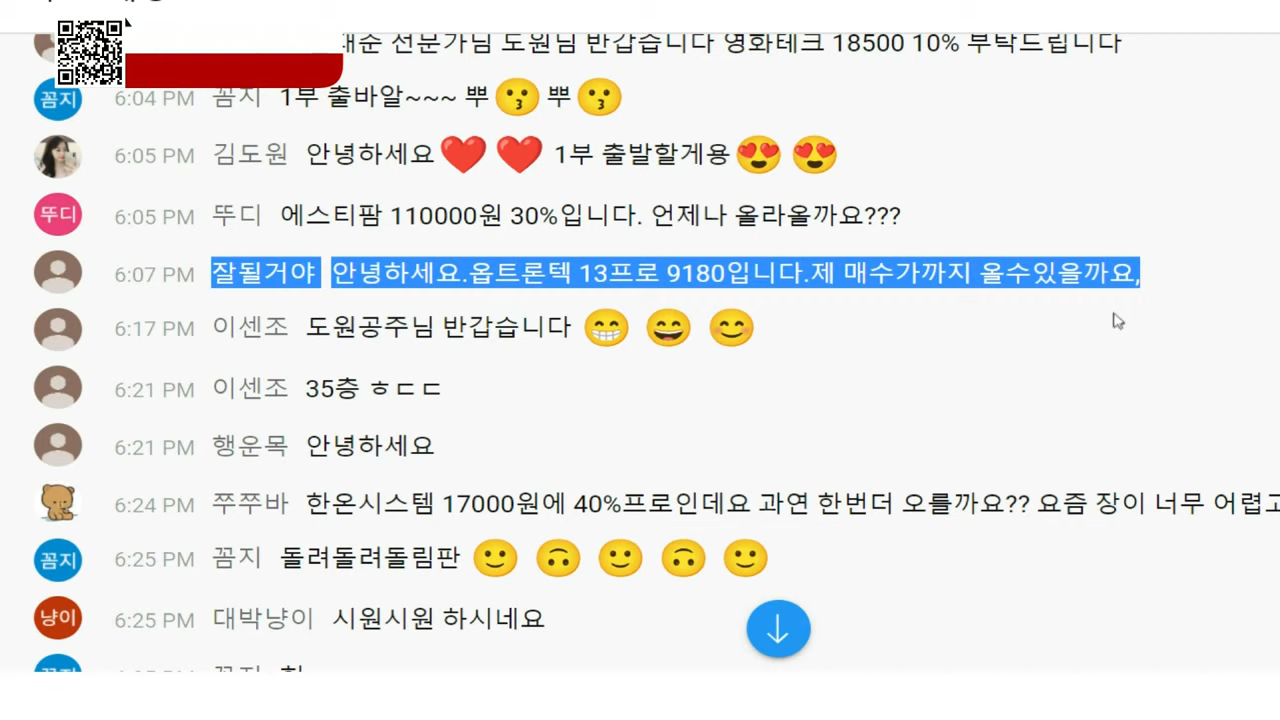 선문가님 도원님 반갑습니다 영화테크 18500 10% 부탁드립니다
꼼지 6:04 PM 꼼지 1부 출바알~~~ 뿌😗 뿌😗
6:05 PM 김도원 안녕하세요❤️ ❤️ 1부 출발할게용😍 😍
뚜디 6:05 PM 뚜디 에스티팜 110000원 30%입니다. 언제나 올라올까요???
6:07 PM 잘될거야 안녕하세요.옵트론텍 13프로 9180입니다.제 매수가까지 올수있을까요,
6:17 PM 이센조 도원공주님 반갑습니다 😁 😄 😊
6:21 PM 이센조 35층 ㅎㄷㄷ
6:21 PM 행운목 안녕하세요
6:24 PM 쭈쭈바 한온시스템 17000원에 40%프로인데요 과연 한번더 오를까요?? 요즘 장이 너무 어렵고
꼼지 6:25 PM 꼼지 돌려돌려돌림판 🙂 🙃 🙂 🙃 🙂
냥이 6:25 PM 대박냥이 시원시원 하시네요